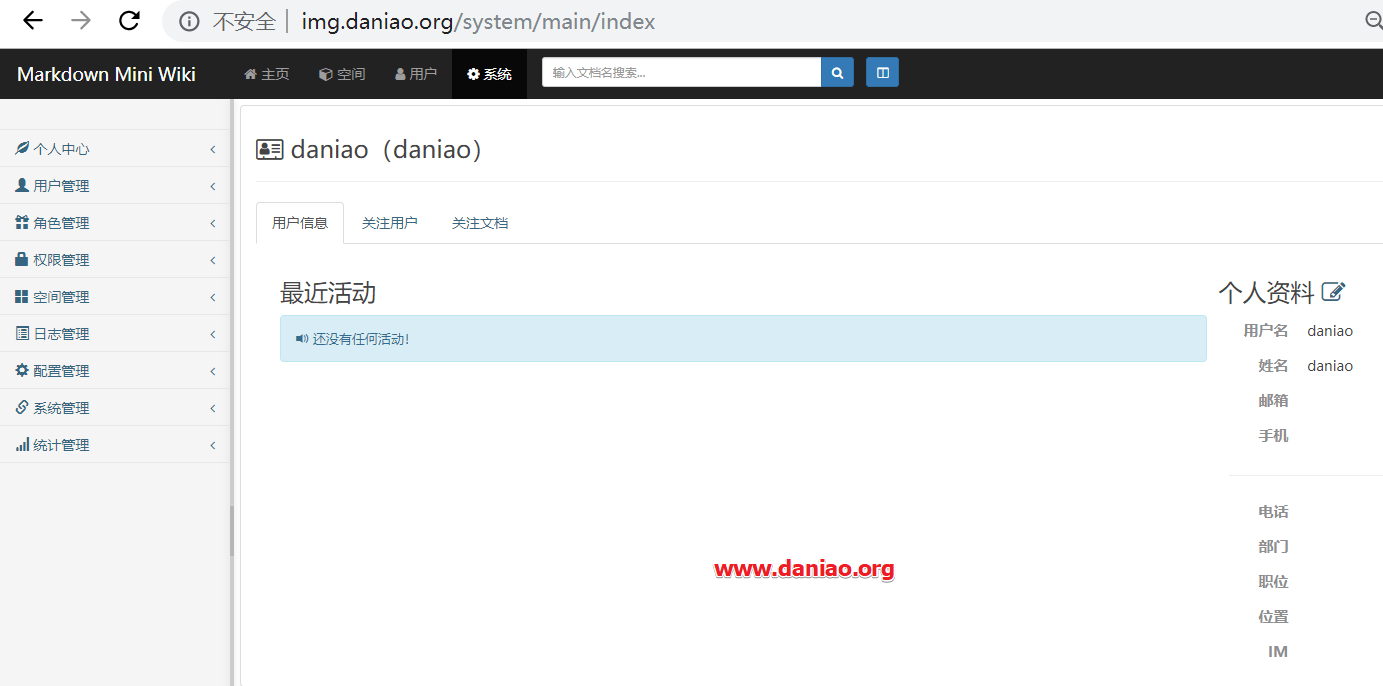 不安全 img.daniao.org/system/main/index
Markdown Mini Wiki 主页 空间 用户 系统 输入文档名搜索...
个人中心
用户管理
角色管理
权限管理
空间管理
日志管理
配置管理
系统管理
统计管理
daniao（daniao）
用户信息 关注用户 关注文档
最近活动
还没有任何活动！
个人资料
用户名 daniao
姓名 daniao
邮箱
手机
电话
部门
职位
位置
IM
www.daniao.org